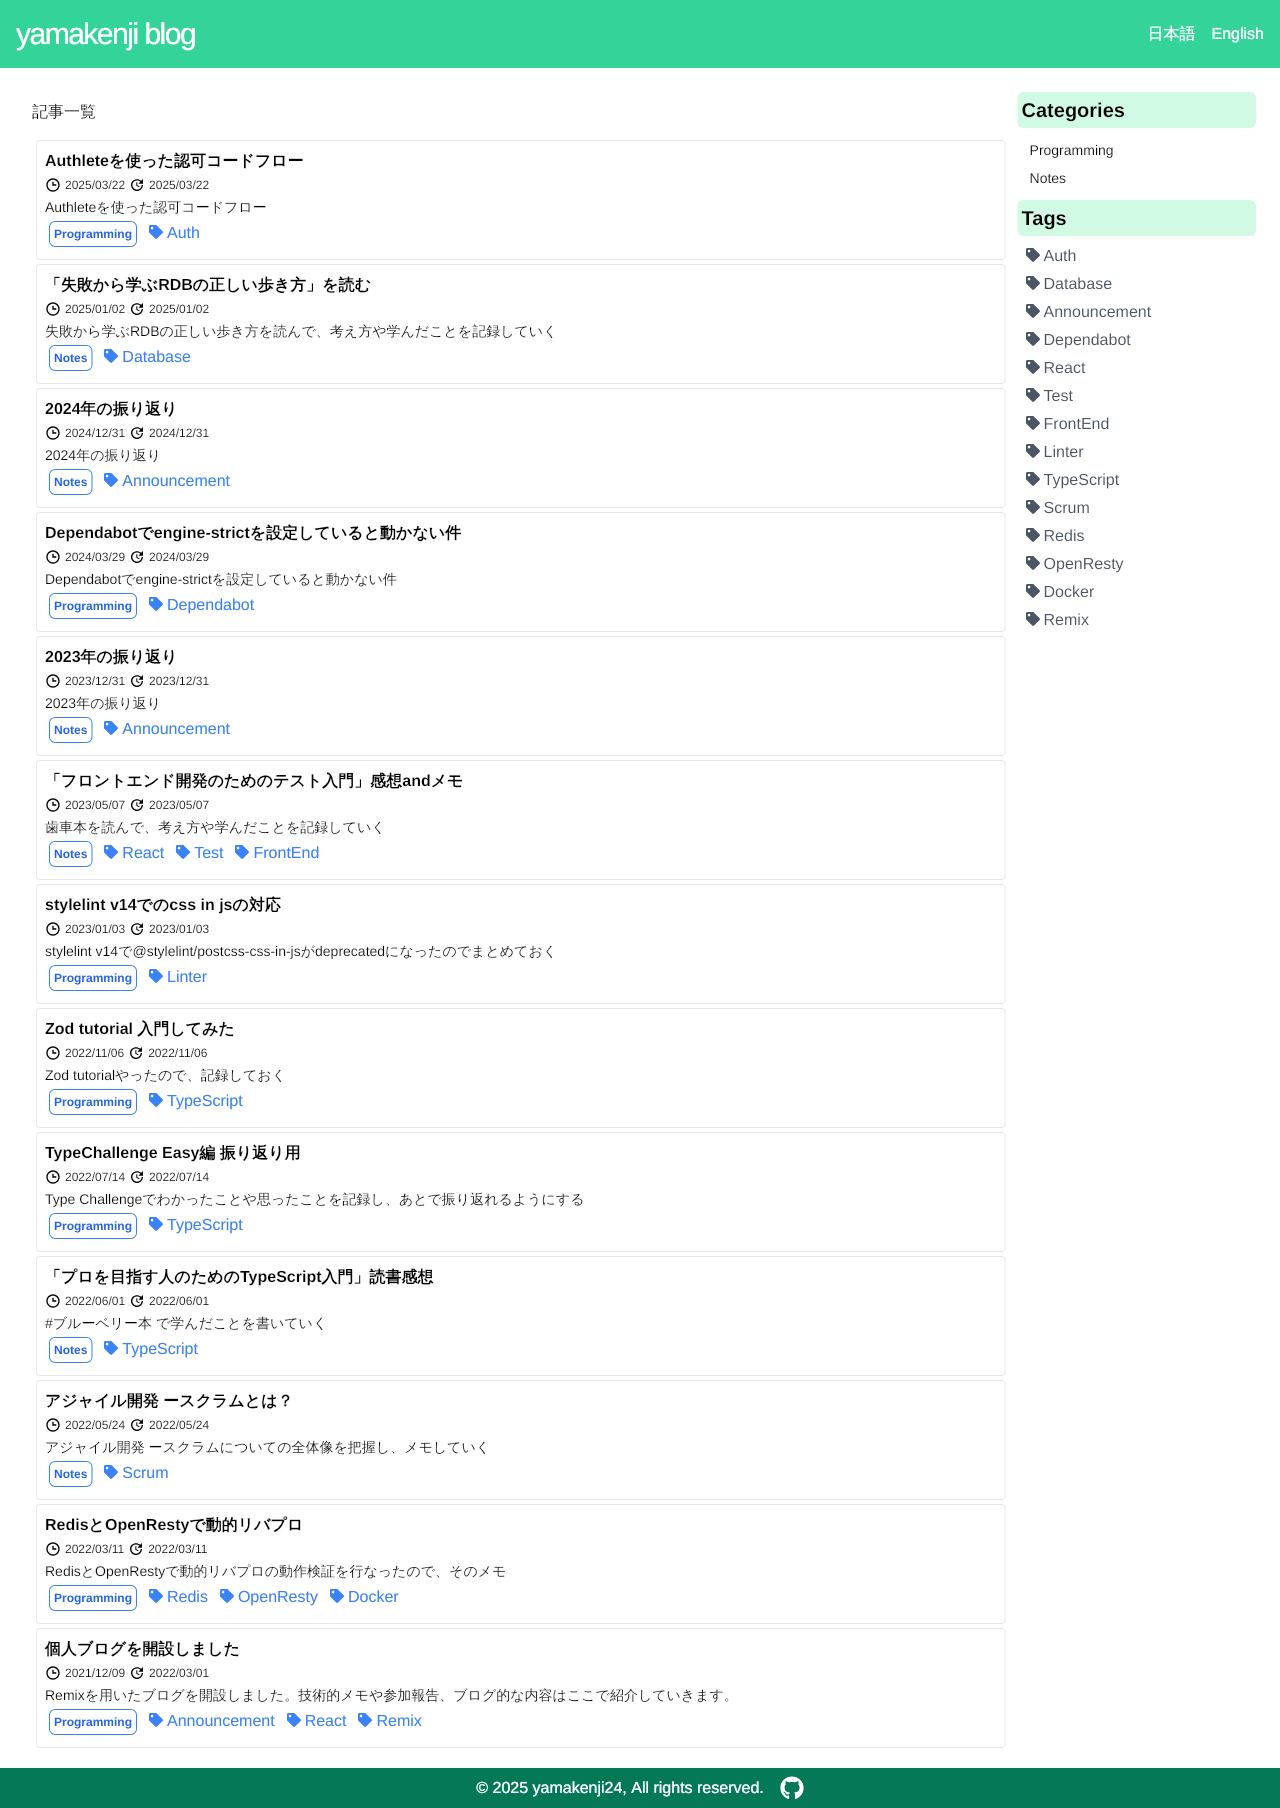 yamakenji blog
日本語 English
記事一覧
Authleteを使った認可コードフロー
2025/03/22 2025/03/22
Authleteを使った認可コードフロー
Programming Auth
「失敗から学ぶRDBの正しい歩き方」を読む
2025/01/02 2025/01/02
失敗から学ぶRDBの正しい歩き方を読んで、考え方や学んだことを記録していく
Notes Database
2024年の振り返り
2024/12/31 2024/12/31
2024年の振り返り
Notes Announcement
Dependabotでengine-strictを設定していると動かない件
2024/03/29 2024/03/29
Dependabotでengine-strictを設定していると動かない件
Programming Dependabot
2023年の振り返り
2023/12/31 2023/12/31
2023年の振り返り
Notes Announcement
「フロントエンド開発のためのテスト入門」感想andメモ
2023/05/07 2023/05/07
歯車本を読んで、考え方や学んだことを記録していく
Notes React Test FrontEnd
stylelint v14でのcss in jsの対応
2023/01/03 2023/01/03
stylelint v14で@stylelint/postcss-css-in-jsがdeprecatedになったのでまとめておく
Programming Linter
Zod tutorial 入門してみた
2022/11/06 2022/11/06
Zod tutorialやったので、記録しておく
Programming TypeScript
TypeChallenge Easy編 振り返り用
2022/07/14 2022/07/14
Type Challengeでわかったことや思ったことを記録し、あとで振り返れるようにする
Programming TypeScript
「プロを目指す人のためのTypeScript入門」読書感想
2022/06/01 2022/06/01
#ブルーベリー本 で学んだことを書いていく
Notes TypeScript
アジャイル開発 ースクラムとは？
2022/05/24 2022/05/24
アジャイル開発 ースクラムについての全体像を把握し、メモしていく
Notes Scrum
RedisとOpenRestyで動的リバプロ
2022/03/11 2022/03/11
RedisとOpenRestyで動的リバプロの動作検証を行なったので、そのメモ
Programming Redis OpenResty Docker
個人ブログを開設しました
2021/12/09 2022/03/01
Remixを用いたブログを開設しました。技術的メモや参加報告、ブログ的な内容はここで紹介していきます。
Programming Announcement React Remix
Categories
Programming
Notes
Tags
Auth
Database
Announcement
Dependabot
React
Test
FrontEnd
Linter
TypeScript
Scrum
Redis
OpenResty
Docker
Remix
© 2025 yamakenji24, All rights reserved.